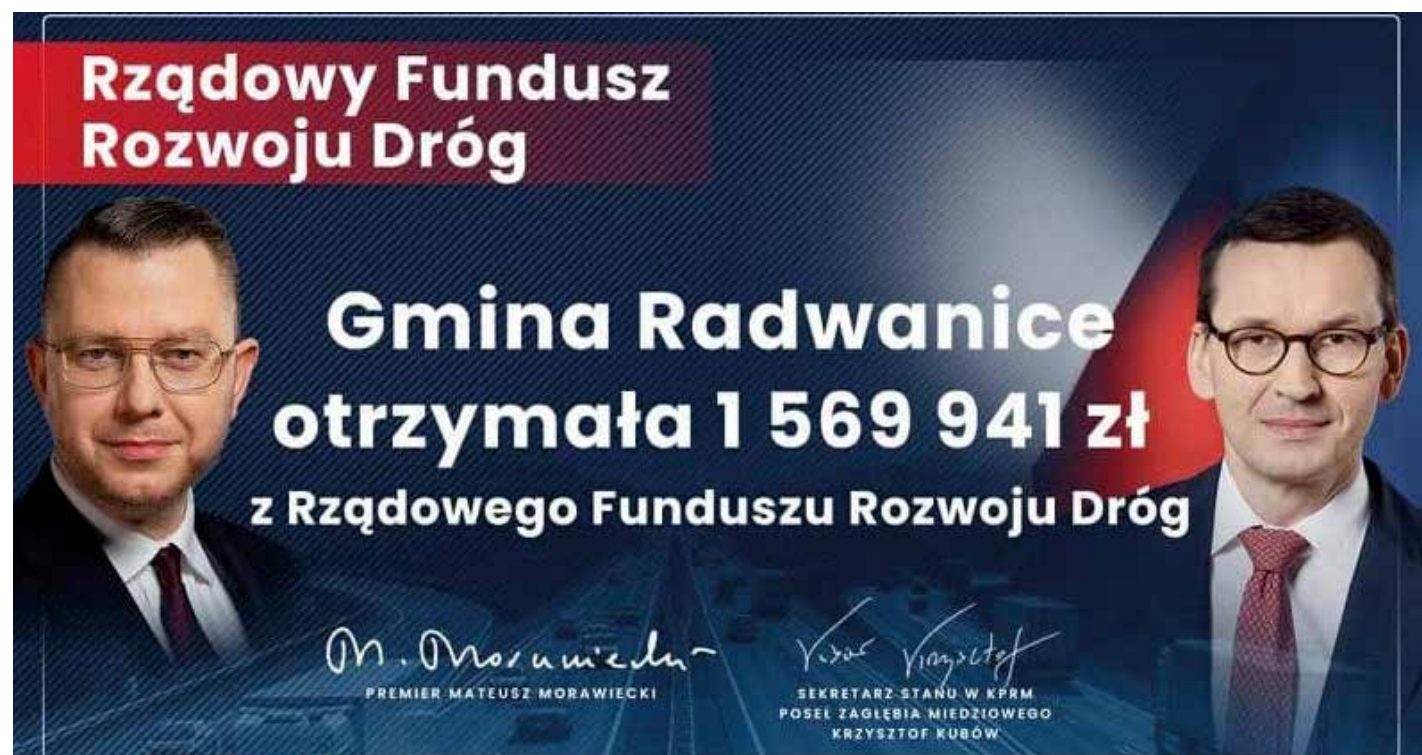 Rządowy Fundusz
Rozwoju Dróg
Gmina Radwanice
otrzymała 1 569 941 zł
z Rządowego Funduszu Rozwoju Dróg
PREMIER MATEUSZ MORAWIECKI
SEKRETARZ STANU W KPRM
POSEŁ ZAGŁĘBIA MIEDZIOWEGO
KRZYSZTOF KUBÓW